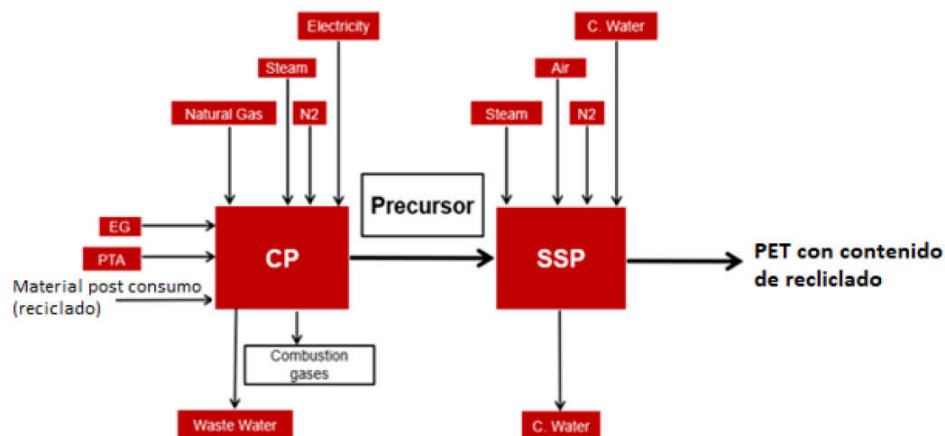 Electricity
C. Water
Steam
Air
Natural Gas
N2
Steam
N2
Precursor
EG
PTA
Material post consumo
(reciclado)
CP
SSP
PET con contenido
de recliclado
Combustion
gases
Waste Water
C. Water